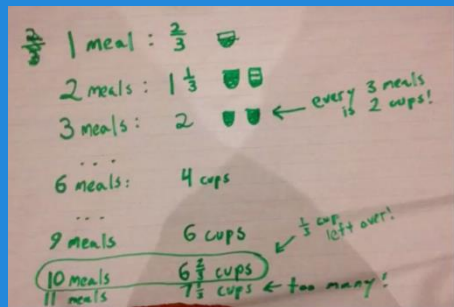 2/3 1 meal: 2/3
2 meals: 1 1/3
3 meals: 2 ← every 3 meals is 2 cups!
...
6 meals: 4 cups
...
9 meals 6 cups
1/3 cup left over!
10 meals 6 2/3 cups
11 meals 7 1/3 cups ← too many!